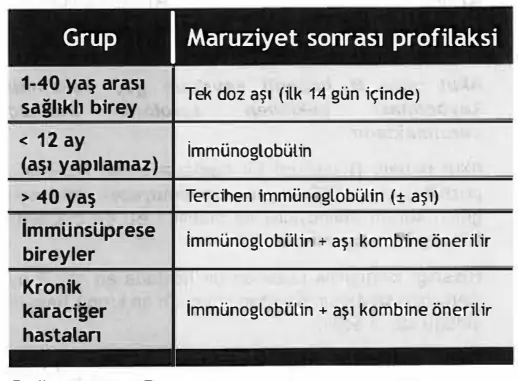 Grup Maruziyet sonrası profilaksi
1-40 yaş arası
sağlıklı birey
Tek doz aşı (ilk 14 gün içinde)
< 12 ay
(aşı yapılamaz)
İmmünoglobülin
> 40 yaş
Tercihen immünoglobülin (± aşı)
İmmünsüprese
bireyler
İmmünoglobülin + aşı kombine önerilir
Kronik
karaciğer
hastaları
İmmünoglobülin + aşı kombine önerilir